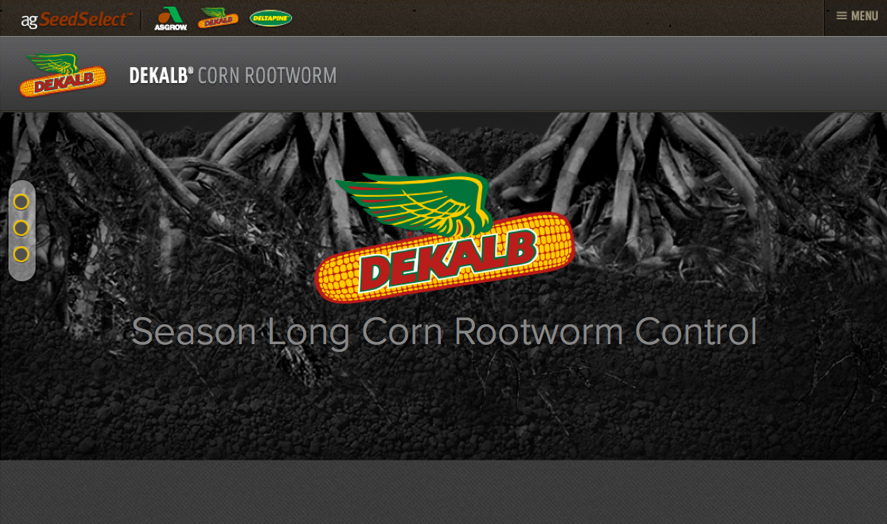 ag SeedSelect™
ASGROW
DEKALB
DELTAPINE
≡ MENU
DEKALB
DEKALB® CORN ROOTWORM
DEKALB
Season Long Corn Rootworm Control